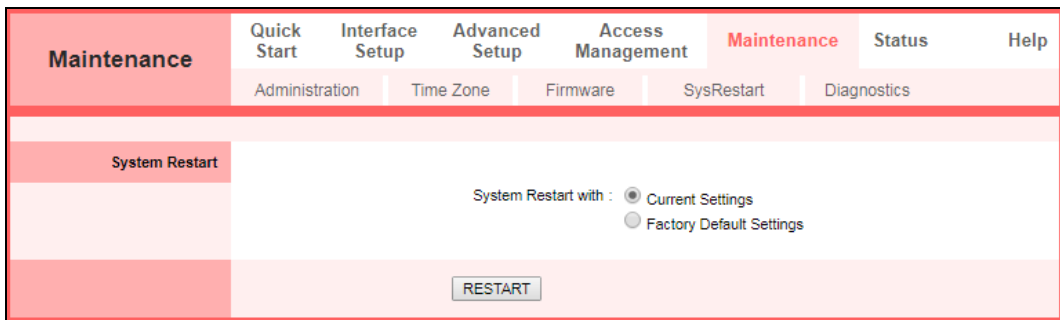 Maintenance
Quick Start
Interface Setup
Advanced Setup
Access Management
Maintenance
Status
Help
Administration
Time Zone
Firmware
SysRestart
Diagnostics
System Restart
System Restart with : Current Settings
Factory Default Settings
RESTART